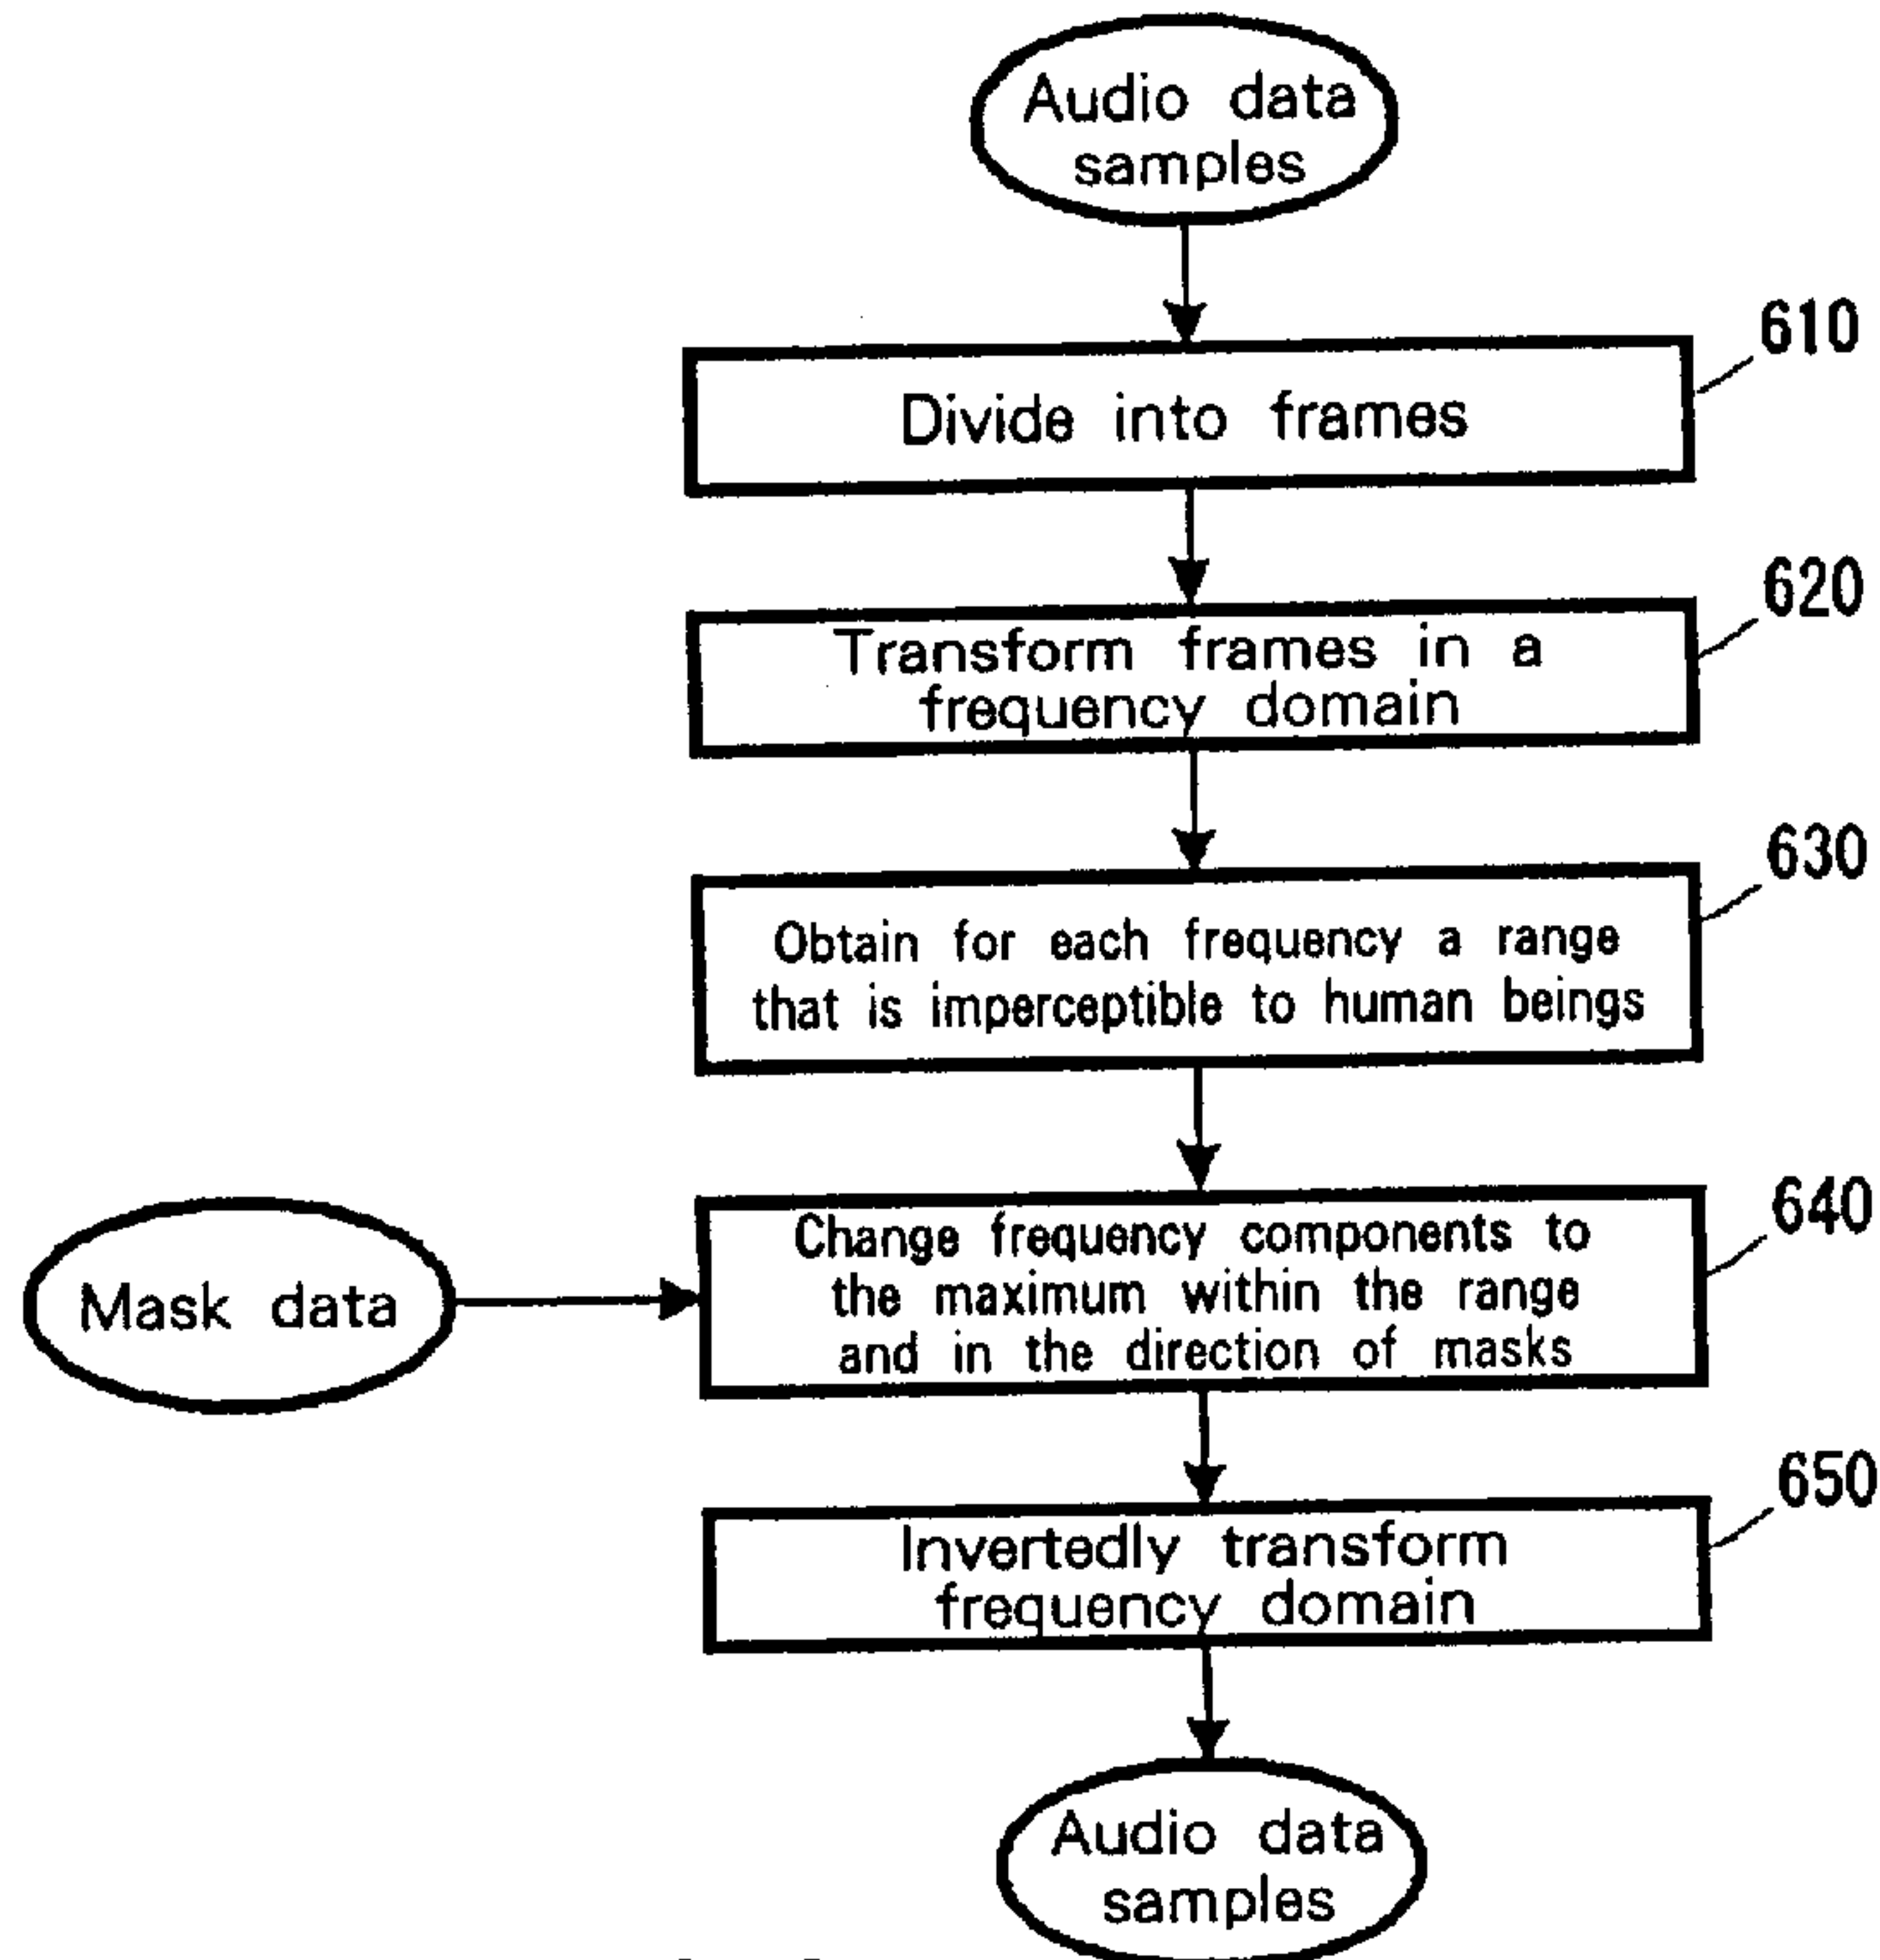 Audio data
samples
610
Divide into frames
620
Transform frames in a
frequency domain
630
Obtain for each frequency a range
that is imperceptible to human beings
640
Change frequency components to
the maximum within the range
and in the direction of masks
Mask data
650
Invertedly transform
frequency domain
Audio data
samples